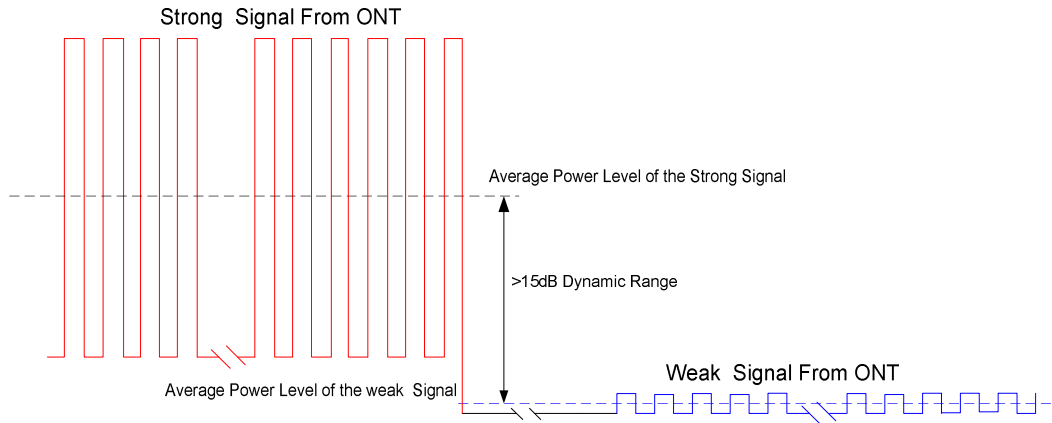 Strong Signal From ONT
Average Power Level of the Strong Signal
>15dB Dynamic Range
Weak Signal From ONT
Average Power Level of the weak Signal